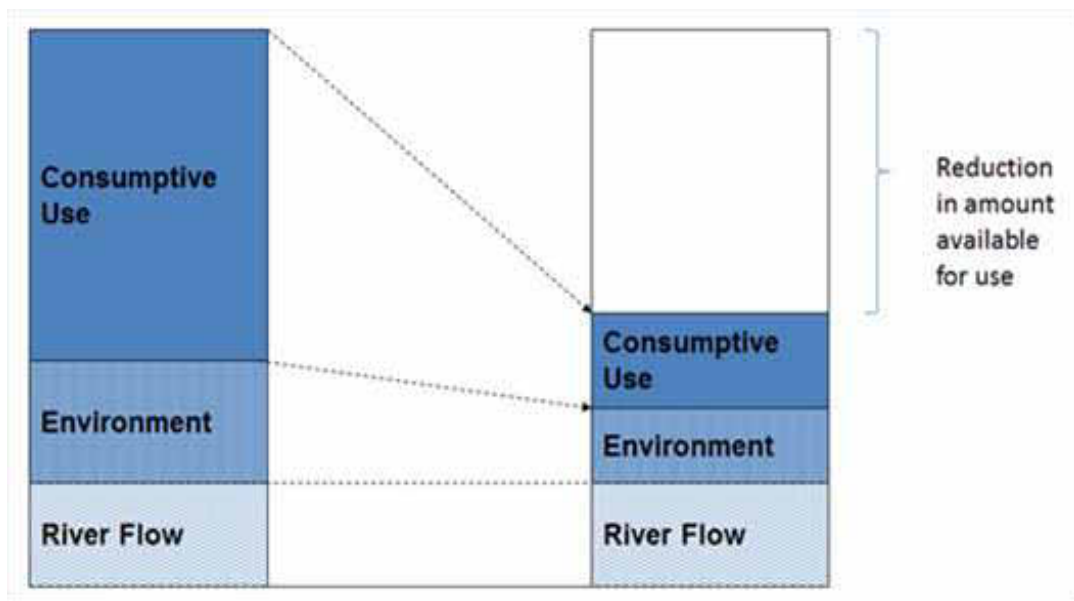 Consumptive
Use
Environment
River Flow
Consumptive
Use
Environment
River Flow
Reduction
in amount
available
for use